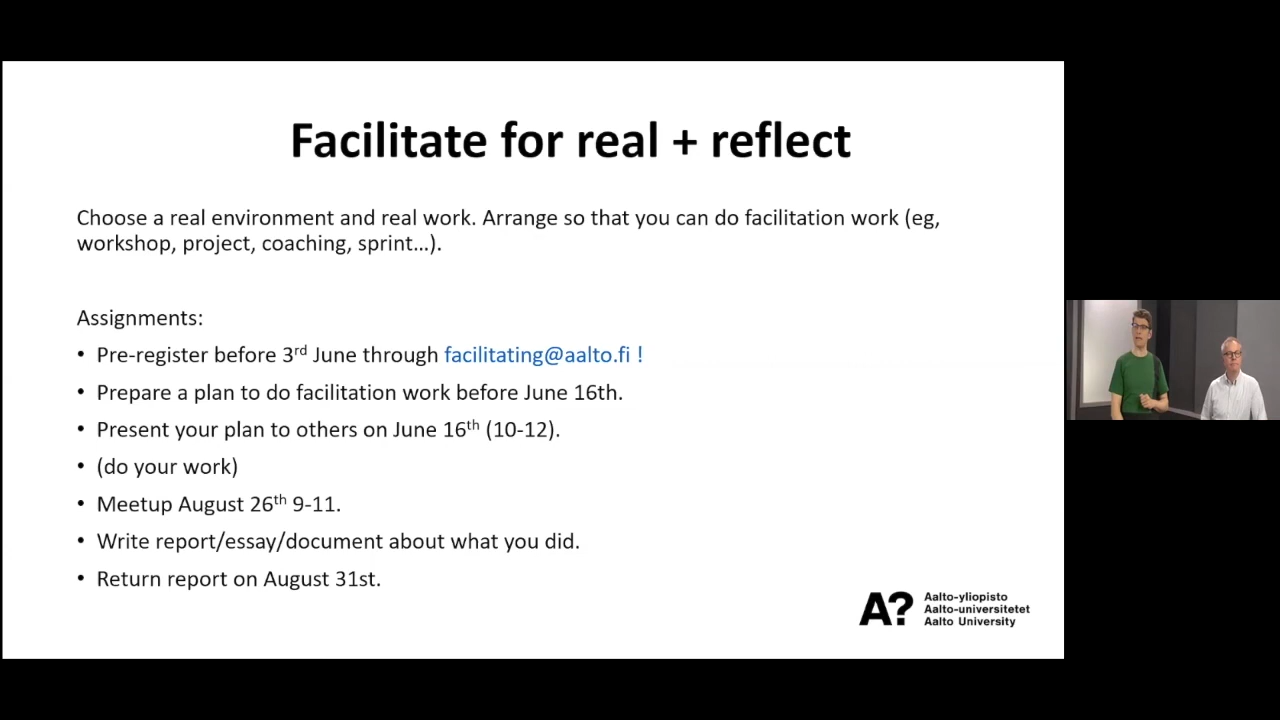 Facilitate for real + reflect
Choose a real environment and real work. Arrange so that you can do facilitation work (eg,
workshop, project, coaching, sprint…).
Assignments:
• Pre-register before 3rd June through facilitating@aalto.fi !
• Prepare a plan to do facilitation work before June 16th.
• Present your plan to others on June 16th (10-12).
• (do your work)
• Meetup August 26th 9-11.
• Write report/essay/document about what you did.
• Return report on August 31st.
A?
Aalto-yliopisto
Aalto-universitetet
Aalto University